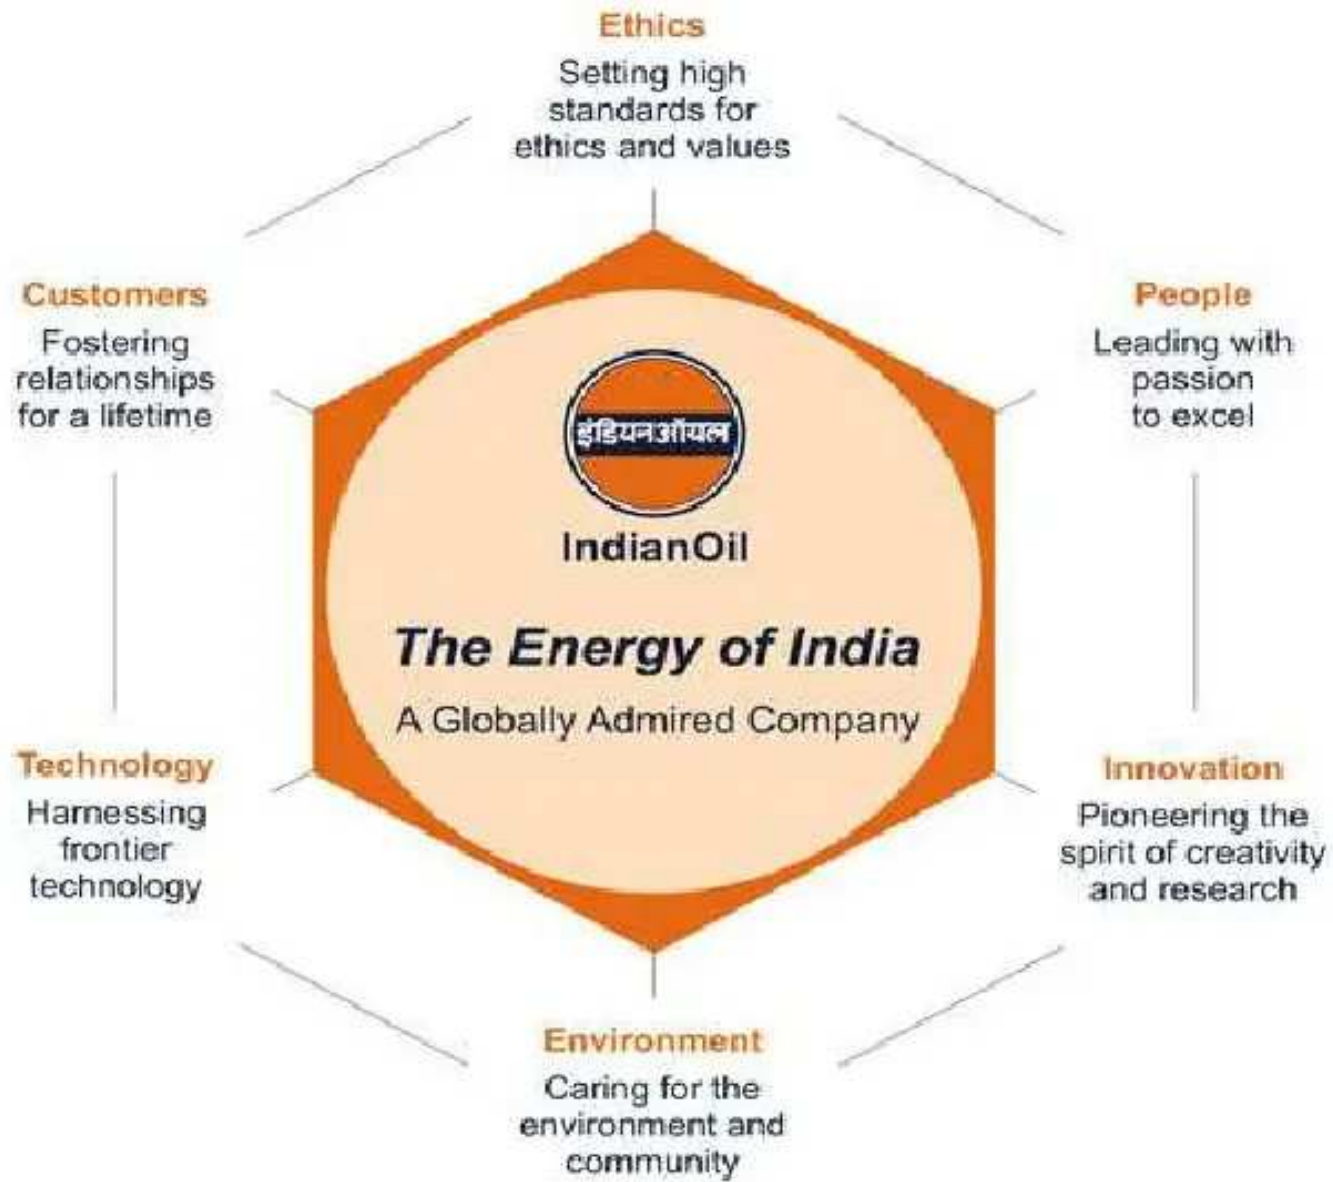 Ethics
Setting high
standards for
ethics and values
Customers
Fostering
relationships
for a lifetime
People
Leading with
passion
to excel
इंडियनऑयल
IndianOil
The Energy of India
A Globally Admired Company
Technology
Harnessing
frontier
technology
Innovation
Pioneering the
spirit of creativity
and research
Environment
Caring for the
environment and
community